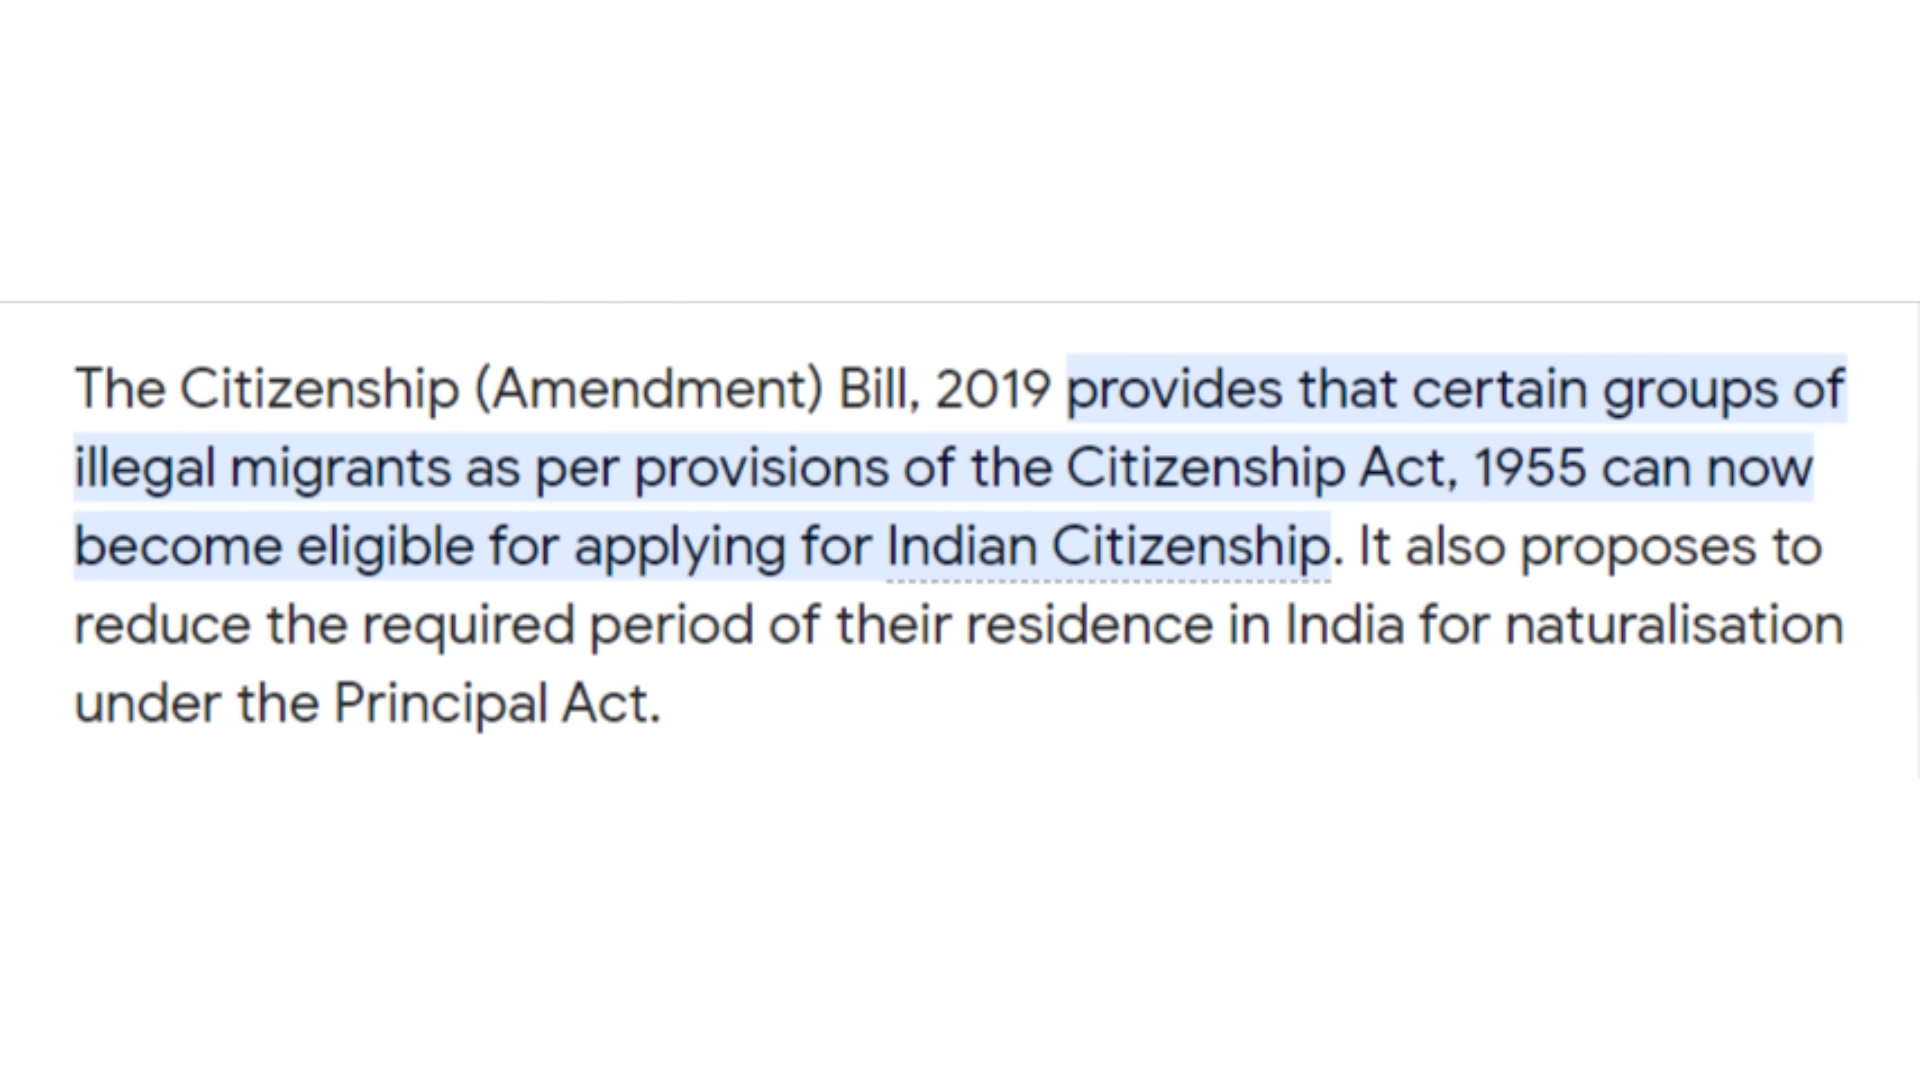 The Citizenship (Amendment) Bill, 2019 provides that certain groups of
illegal migrants as per provisions of the Citizenship Act, 1955 can now
become eligible for applying for Indian Citizenship. It also proposes to
reduce the required period of their residence in India for naturalisation
under the Principal Act.